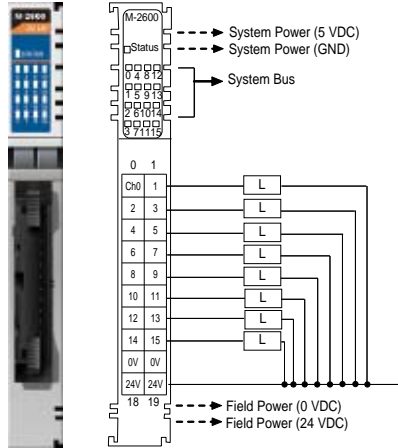 M-2600
M-2600
Status
0 4 8 12
1 5 9 13
2 6 10 14
3 7 11 15
System Power (5 VDC)
System Power (GND)
System Bus
0 1
Ch0 1 L
2 3 L
4 5 L
6 7 L
8 9 L
10 11 L
12 13 L
14 15 L
0V 0V
24V 24V
18 19
Field Power (0 VDC)
Field Power (24 VDC)